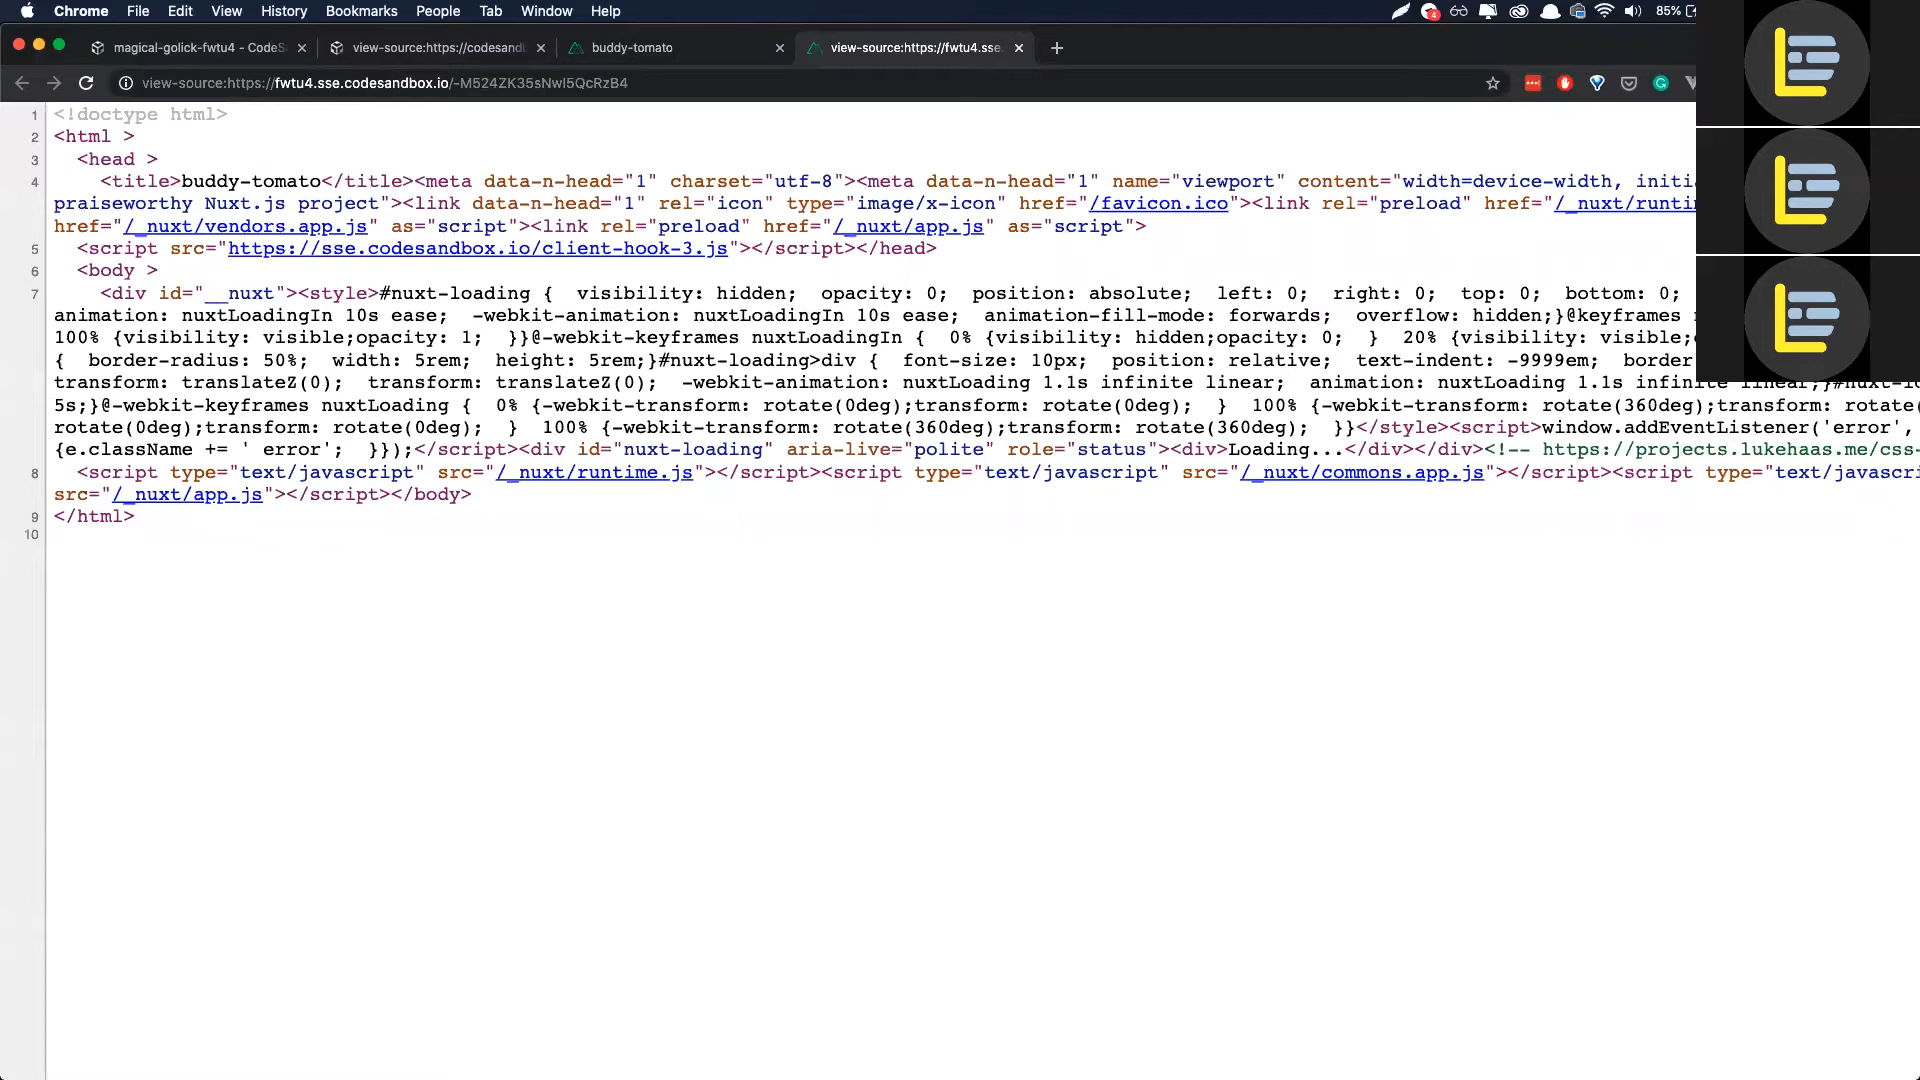 Chrome File Edit View History Bookmarks People Tab Window Help 4 85%
magical-golick-fwtu4 - CodeS view-source:https://codesand buddy-tomato view-source:https://fwtu4.sse.
view-source:https://fwtu4.sse.codesandbox.io/-M524ZK35sNwI5QcRzB4
1 <!doctype html>
2 <html >
3 <head >
4 <title>buddy-tomato</title><meta data-n-head="1" charset="utf-8"><meta data-n-head="1" name="viewport" content="width=device-width, initi
praiseworthy Nuxt.js project"><link data-n-head="1" rel="icon" type="image/x-icon" href="/favicon.ico"><link rel="preload" href="/_nuxt/runti
href="/_nuxt/vendors.app.js" as="script"><link rel="preload" href="/_nuxt/app.js" as="script">
5 <script src="https://sse.codesandbox.io/client-hook-3.js"></script></head>
6 <body >
7 <div id="__nuxt"><style>#nuxt-loading {  visibility: hidden;  opacity: 0;  position: absolute;  left: 0;  right: 0;  top: 0;  bottom: 0;
animation: nuxtLoadingIn 10s ease;  -webkit-animation: nuxtLoadingIn 10s ease;  animation-fill-mode: forwards;  overflow: hidden;}@keyframes
100% {visibility: visible;opacity: 1;  }}@-webkit-keyframes nuxtLoadingIn {  0% {visibility: hidden;opacity: 0;  }  20% {visibility: visible;
{  border-radius: 50%;  width: 5rem;  height: 5rem;}#nuxt-loading>div {  font-size: 10px;  position: relative;  text-indent: -9999em;  border
transform: translateZ(0);  transform: translateZ(0);  -webkit-animation: nuxtLoading 1.1s infinite linear;  animation: nuxtLoading 1.1s infinite linear;}#nuxt-lo
5s;}@-webkit-keyframes nuxtLoading {  0% {-webkit-transform: rotate(0deg);transform: rotate(0deg);  }  100% {-webkit-transform: rotate(360deg);transform: rotate(
rotate(0deg);transform: rotate(0deg);  }  100% {-webkit-transform: rotate(360deg);transform: rotate(360deg);  }}</style><script>window.addEventListener('error',
{e.className += ' error';  }});</script><div id="nuxt-loading" aria-live="polite" role="status"><div>Loading...</div></div><!-- https://projects.lukehaas.me/css-
8 <script type="text/javascript" src="/_nuxt/runtime.js"></script><script type="text/javascript" src="/_nuxt/commons.app.js"></script><script type="text/javascri
src="/_nuxt/app.js"></script></body>
9 </html>
10